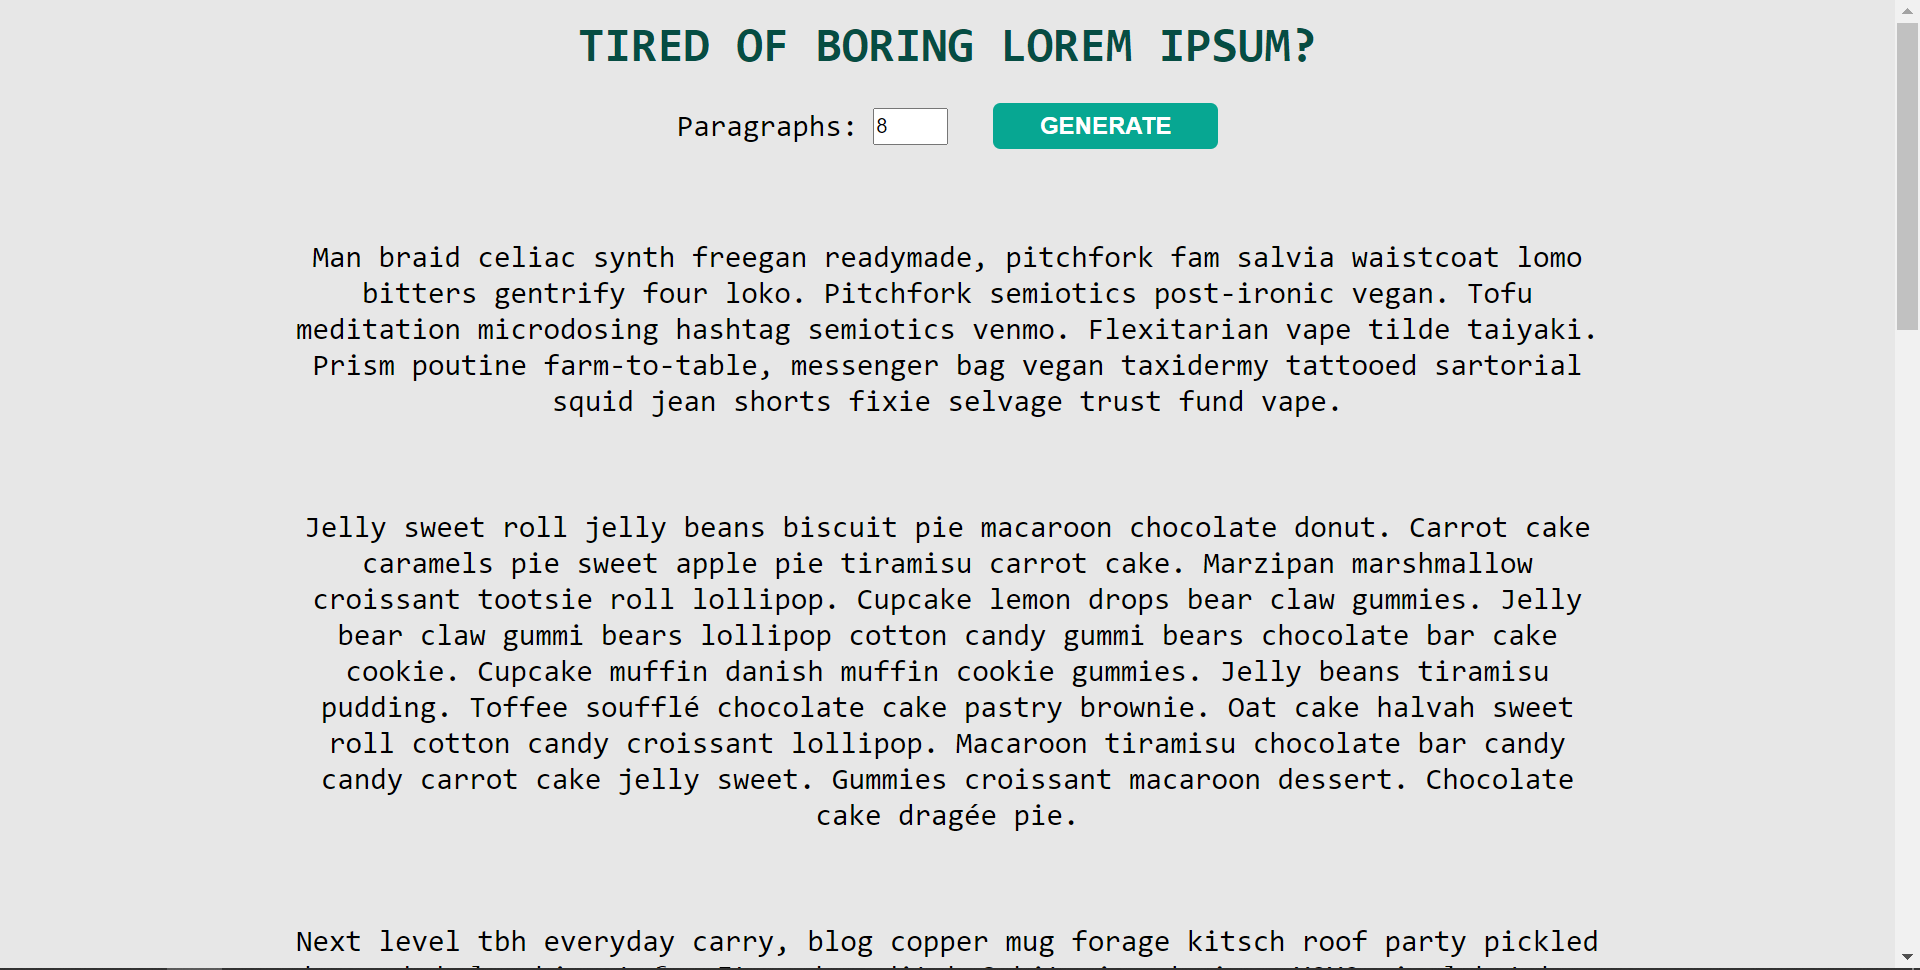 TIRED OF BORING LOREM IPSUM?
Paragraphs: 8 GENERATE
Man braid celiac synth freegan readymade, pitchfork fam salvia waistcoat lomo
bitters gentrify four loko. Pitchfork semiotics post-ironic vegan. Tofu
meditation microdosing hashtag semiotics venmo. Flexitarian vape tilde taiyaki.
Prism poutine farm-to-table, messenger bag vegan taxidermy tattooed sartorial
squid jean shorts fixie selvage trust fund vape.
Jelly sweet roll jelly beans biscuit pie macaroon chocolate donut. Carrot cake
caramels pie sweet apple pie tiramisu carrot cake. Marzipan marshmallow
croissant tootsie roll lollipop. Cupcake lemon drops bear claw gummies. Jelly
bear claw gummi bears lollipop cotton candy gummi bears chocolate bar cake
cookie. Cupcake muffin danish muffin cookie gummies. Jelly beans tiramisu
pudding. Toffee soufflé chocolate cake pastry brownie. Oat cake halvah sweet
roll cotton candy croissant lollipop. Macaroon tiramisu chocolate bar candy
candy carrot cake jelly sweet. Gummies croissant macaroon dessert. Chocolate
cake dragée pie.
Next level tbh everyday carry, blog copper mug forage kitsch roof party pickled